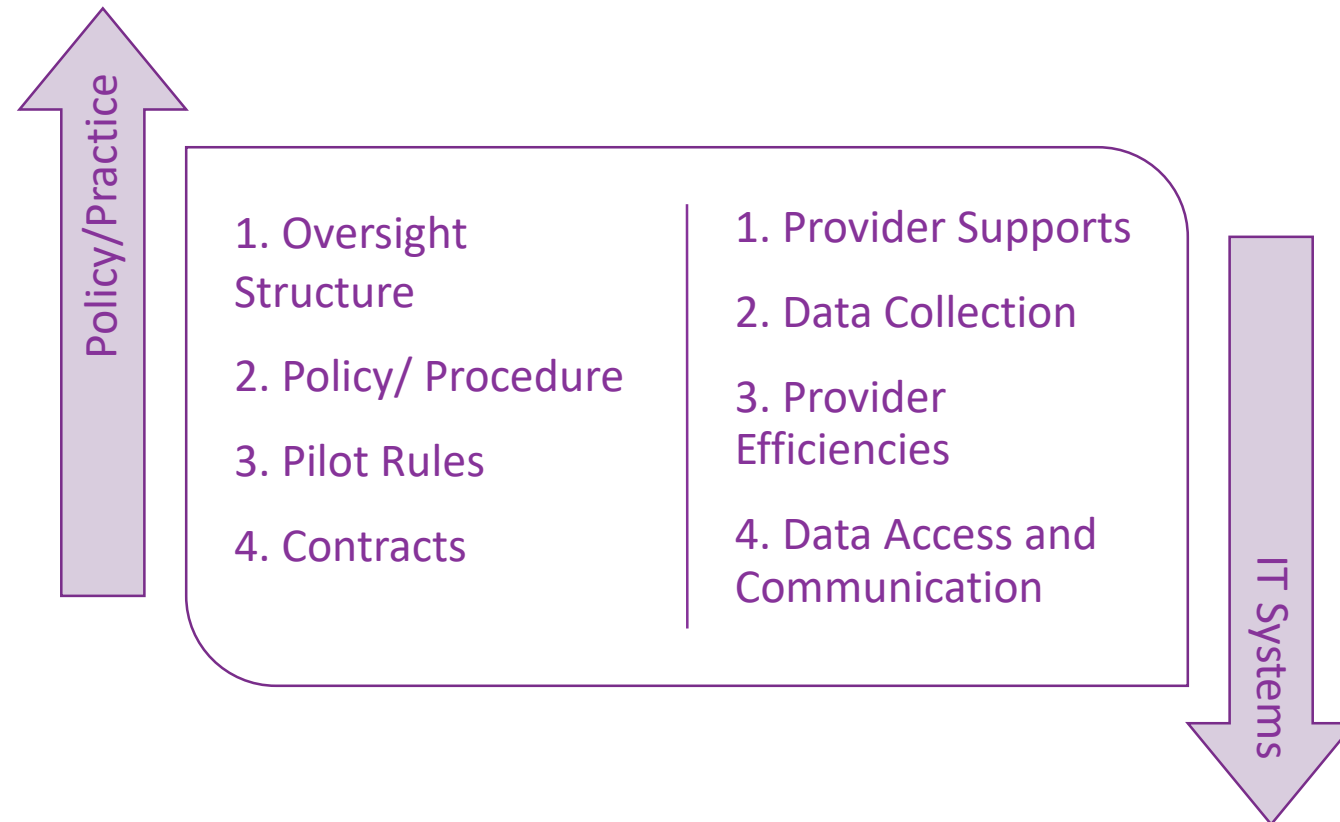 Policy/Practice
1. Oversight
Structure
2. Policy/ Procedure
3. Pilot Rules
4. Contracts
1. Provider Supports
2. Data Collection
3. Provider
Efficiencies
4. Data Access and
Communication
IT Systems